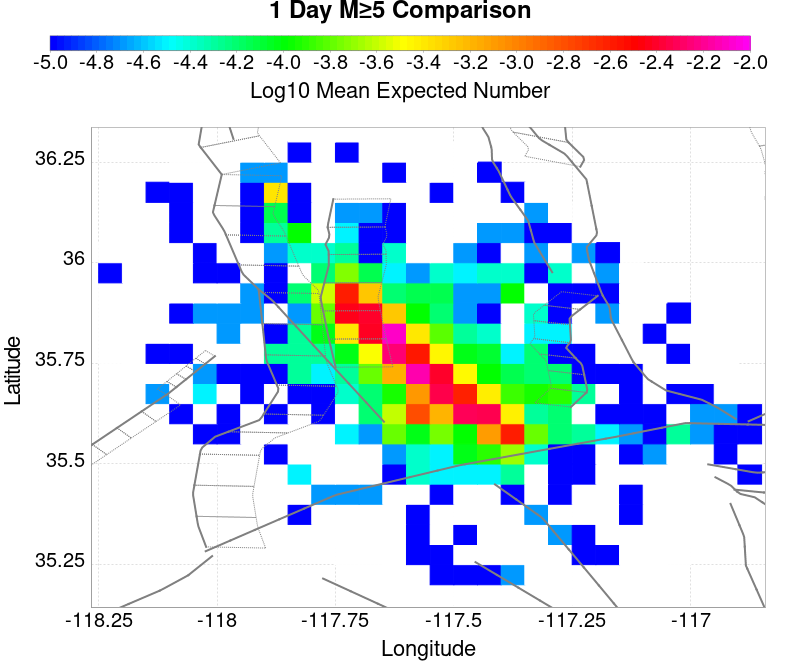 1 Day M≥5 Comparison
-5.0 -4.8 -4.6 -4.4 -4.2 -4.0 -3.8 -3.6 -3.4 -3.2 -3.0 -2.8 -2.6 -2.4 -2.2 -2.0
Log10 Mean Expected Number
36.25
36
35.75
35.5
35.25
Latitude
-118.25 -118 -117.75 -117.5 -117.25 -117
Longitude